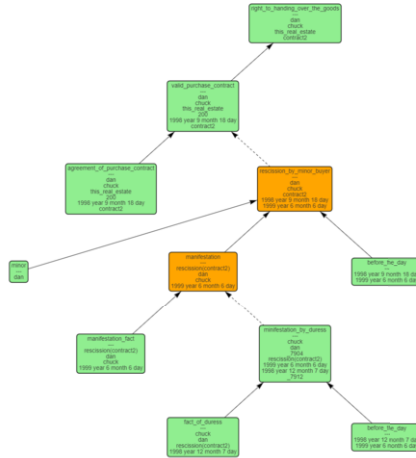 right_to_handing_over_the_goods
---
dan
chuck
this_real_estate
contract2
valid_purchase_contract
---
dan
chuck
this_real_estate
200
1998 year 9 month 18 day
contract2
agreement_of_purchase_contract
---
dan
chuck
this_real_estate
200
1998 year 9 month 18 day
contract2
rescission_by_minor_buyer
---
dan
chuck
contract2
1998 year 9 month 18 day
1999 year 6 month 6 day
minor
---
dan
manifestation
---
rescission(contract2)
dan
chuck
1999 year 6 month 6 day
before_the_day
---
1998 year 9 month 18 day
1999 year 6 month 6 day
manifestation_fact
---
rescission(contract2)
dan
chuck
1999 year 6 month 6 day
manifestation_by_duress
---
chuck
dan
_7904
rescission(contract2)
1999 year 6 month 6 day
1998 year 12 month 7 day
_7912
fact_of_duress
---
chuck
dan
rescission(contract2)
1998 year 12 month 7 day
before_the_day
---
1998 year 12 month 7 day
1999 year 6 month 6 day